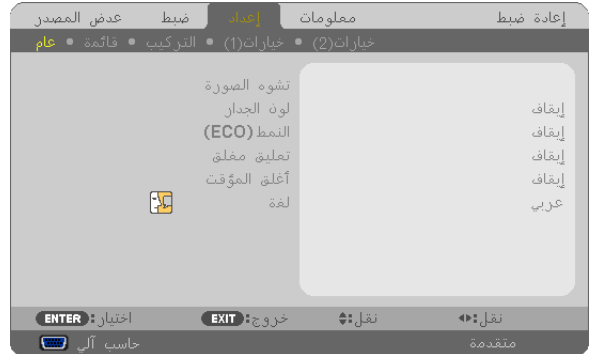 عدض المصدر ضبط إعداد معلومات إعادة ضبط
عام • قائمة • التركيب • خيارات(1) • خيارات(2)
تشوه الصورة
لون الجدار إيقاف
النمط (ECO) إيقاف
تعليق مغلق إيقاف
أغلق المؤقت إيقاف
لغة عربي
ENTER :اختيار EXIT :خروج نقل: نقل:
حاسب آلي متقدمة